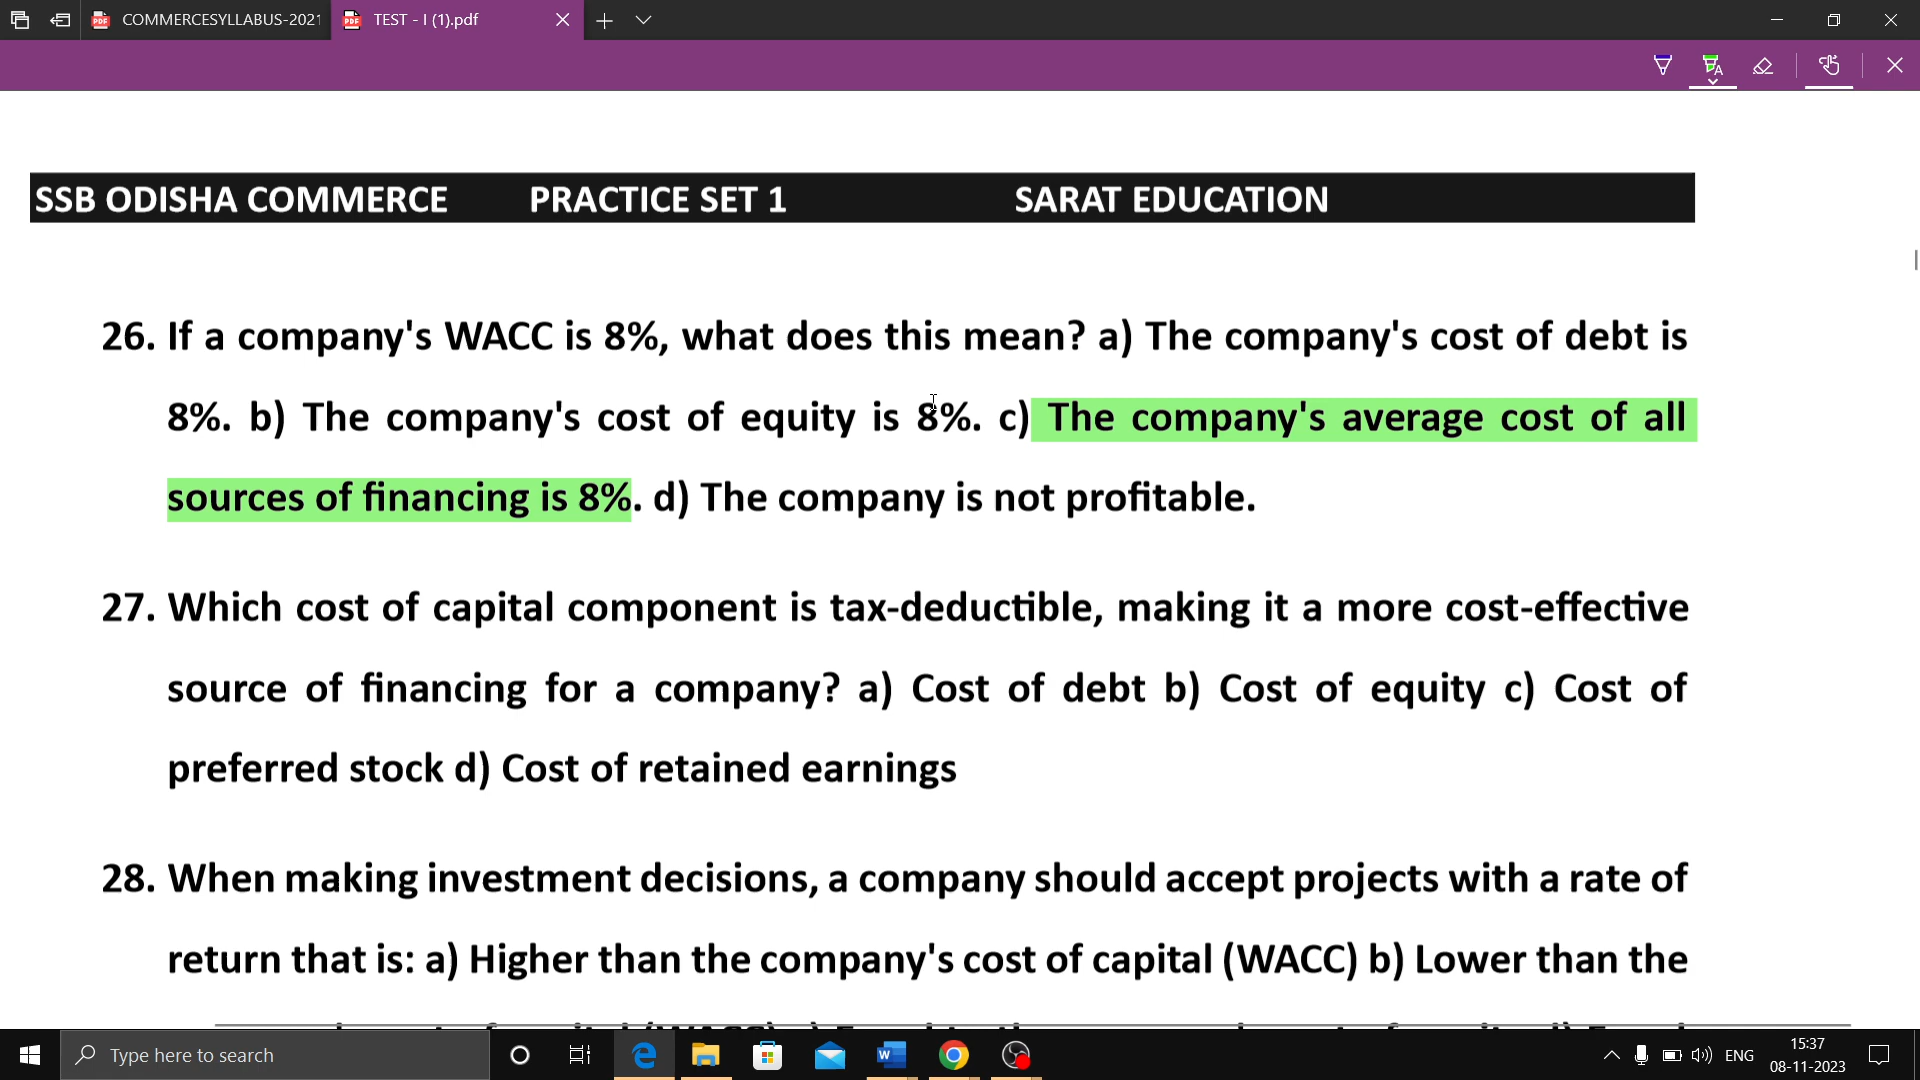 COMMERCESYLLABUS-2021
TEST - I (1).pdf
SSB ODISHA COMMERCE PRACTICE SET 1 SARAT EDUCATION
26. If a company's WACC is 8%, what does this mean? a) The company's cost of debt is
8%. b) The company's cost of equity is 8%. c) The company's average cost of all
sources of financing is 8%. d) The company is not profitable.
27. Which cost of capital component is tax-deductible, making it a more cost-effective
source of financing for a company? a) Cost of debt b) Cost of equity c) Cost of
preferred stock d) Cost of retained earnings
28. When making investment decisions, a company should accept projects with a rate of
return that is: a) Higher than the company's cost of capital (WACC) b) Lower than the
Type here to search
ENG
15:37
08-11-2023